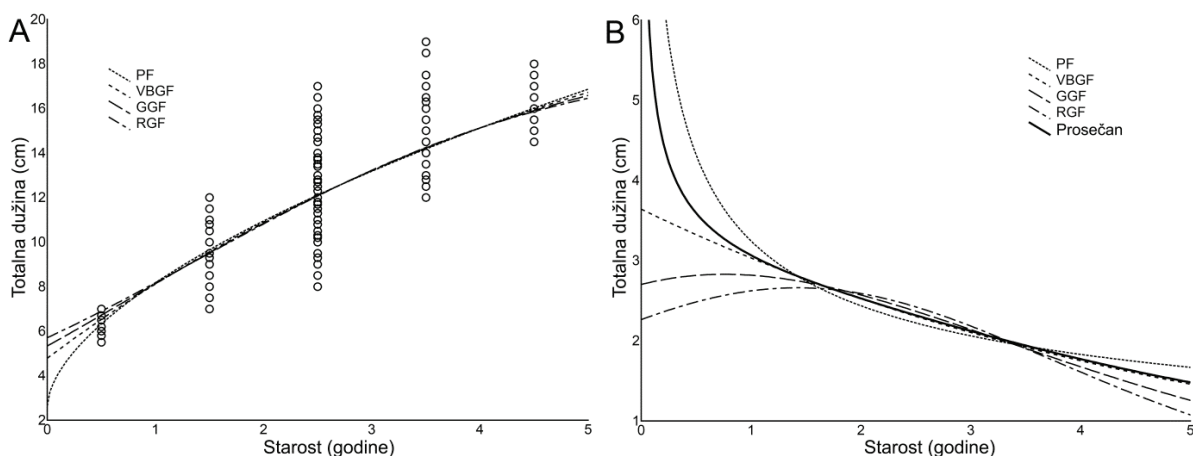 A
Totalna dužina (cm)
20
18
16
14
12
10
8
6
4
2
PF
VBGF
GGF
RGF
0 1 2 3 4 5
Starost (godine)
B
Totalna dužina (cm)
6
5
4
3
2
1
PF
VBGF
GGF
RGF
Prosečan
0 1 2 3 4 5
Starost (godine)